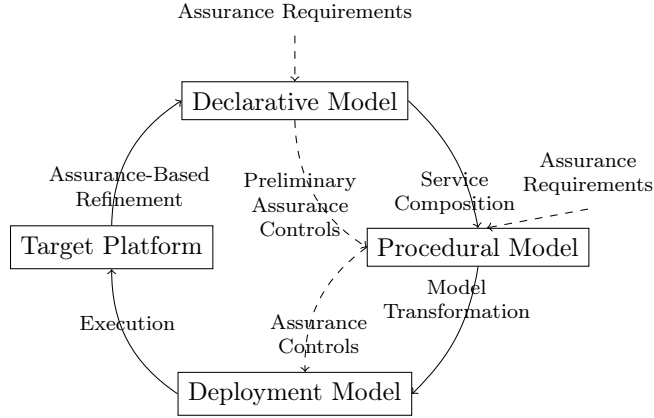 Assurance Requirements
Declarative Model
Assurance-Based
Refinement
Preliminary
Assurance
Controls
Service
Composition
Assurance
Requirements
Target Platform
Procedural Model
Model
Transformation
Execution
Assurance
Controls
Deployment Model